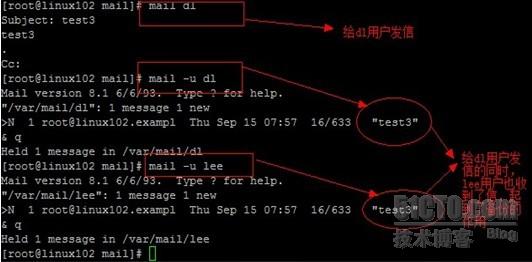 [root@linux102 mail]# mail dl
Subject: test3
test3
.
Cc:
[root@linux102 mail]# mail -u dl
Mail version 8.1 6/6/93.  Type ? for help.
"/var/mail/dl": 1 message 1 new
>N  1 root@linux102.exampl  Thu Sep 15 07:57  16/633  "test3"
& q
Held 1 message in /var/mail/dl
[root@linux102 mail]# mail -u lee
Mail version 8.1 6/6/93.  Type ? for help.
"/var/mail/lee": 1 message 1 new
>N  1 root@linux102.exampl  Thu Sep 15 07:57  16/633  "test3"
& q
Held 1 message in /var/mail/lee
[root@linux102 mail]#
给dl用户发信
给dl用户发
信的同时,
lee用户也收
到
作用
51CTO.com
技术博客 Blog